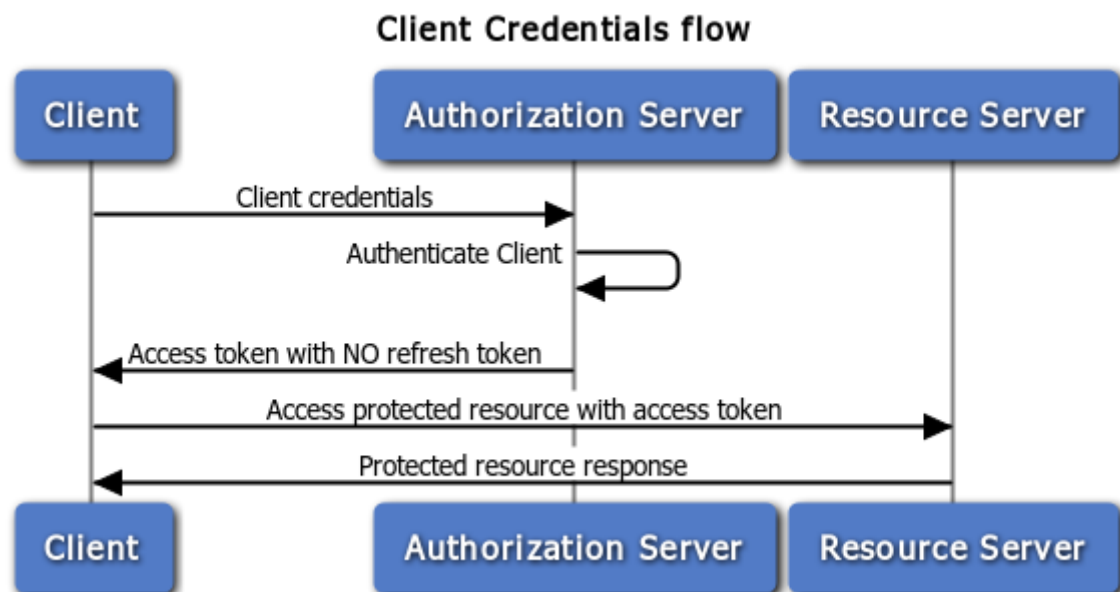 Client Credentials flow
Client
Authorization Server
Resource Server
Client credentials
Authenticate Client
Access token with NO refresh token
Access protected resource with access token
Protected resource response
Client
Authorization Server
Resource Server